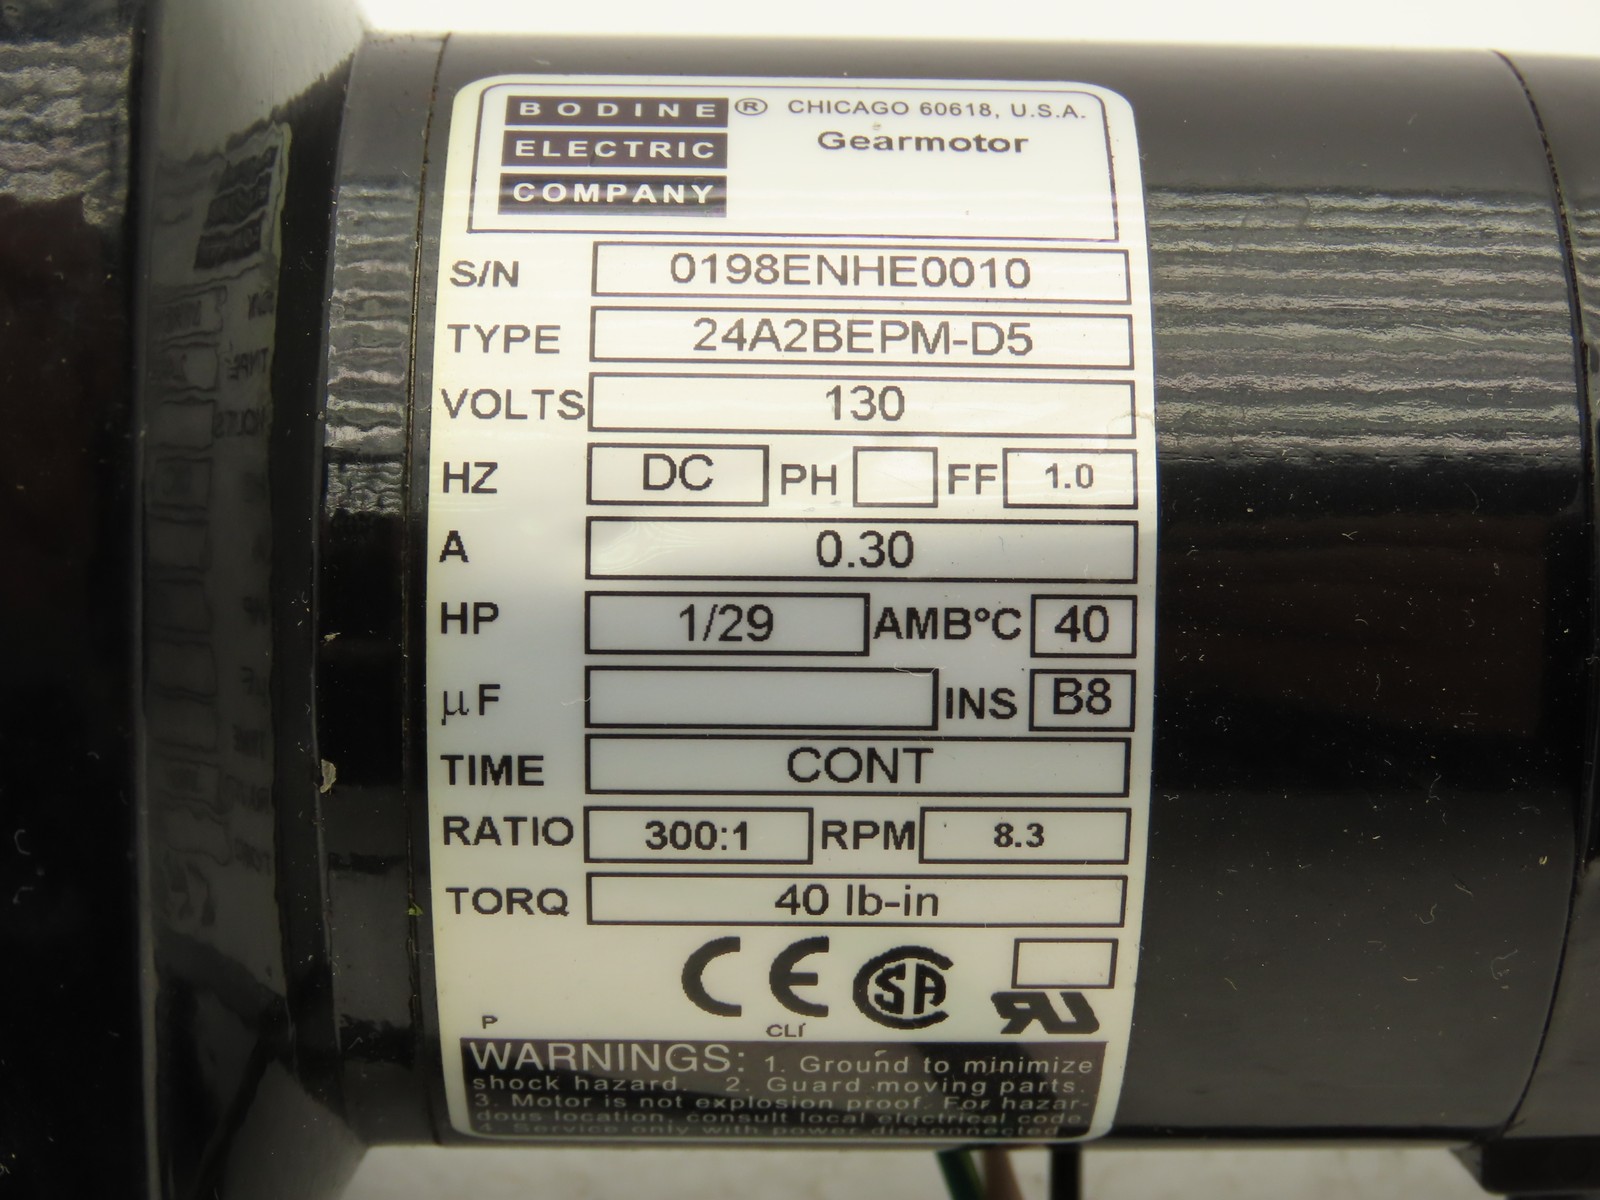 BODINE ® CHICAGO 60618, U.S.A.
ELECTRIC Gearmotor
COMPANY
S/N 0198ENHE0010
TYPE 24A2BEPM-D5
VOLTS 130
HZ DC PH FF 1.0
A 0.30
HP 1/29 AMB°C 40
µF INS B8
TIME CONT
RATIO 300:1 RPM 8.3
TORQ 40 lb-in
CE SA RU
P CLI
WARNINGS: 1. Ground to minimize
shock hazard. 2. Guard moving parts.
3. Motor is not explosion proof. For hazar-
dous location, consult local electrical code
4. Service only with power disconnected